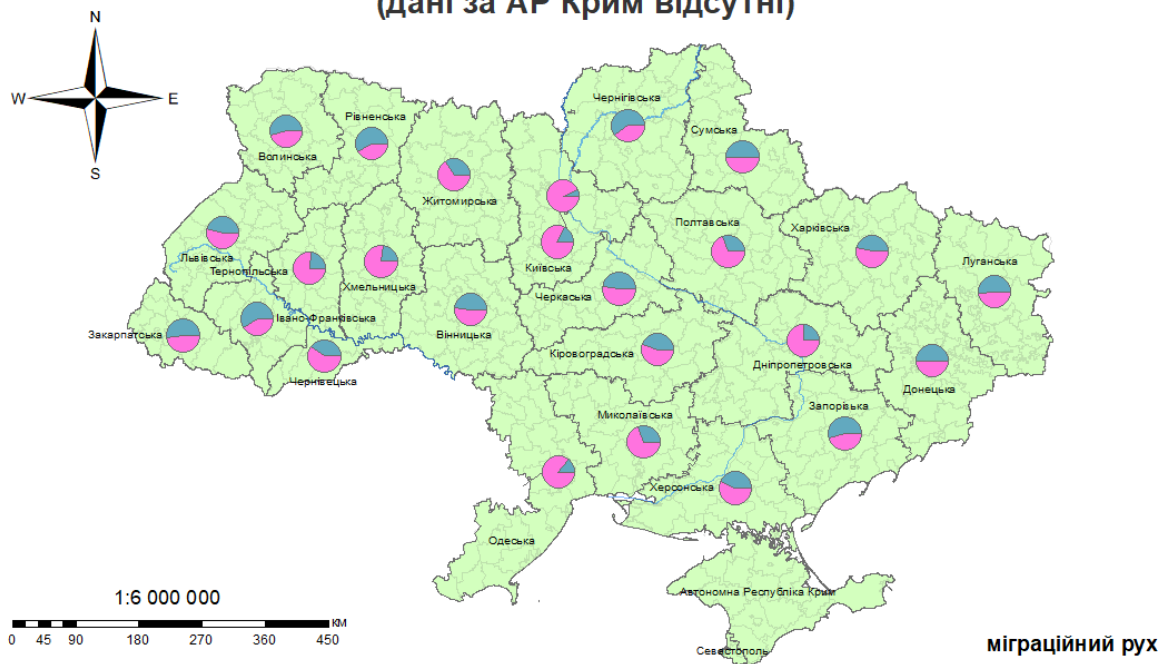 (дані за АР Крим відсутні)
N
W
E
S
Чернігівська
Рівненська
Сумська
Волинська
Житомирська
Полтавська
Харківська
Львівська
Київська
Луганська
Тернопільська
Хмельницька
Черкаська
Івано-Франківська
Закарпатська
Вінницька
Кіровоградська
Дніпропетровська
Чернівецька
Донецька
Запорізька
Миколаївська
Херсонська
Одеська
Автономна Республіка Крим
Севастополь
1:6 000 000
КМ
0 45 90 180 270 360 450
міграційний рух